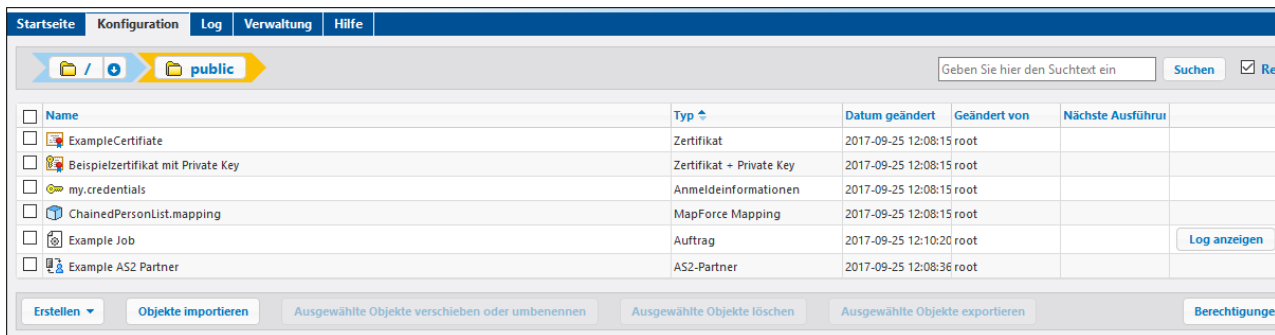 Startseite Konfiguration Log Verwaltung Hilfe
/ public Geben Sie hier den Suchtext ein Suchen Re
Name Typ Datum geändert Geändert von Nächste Ausführur
ExampleCertifiate Zertifikat 2017-09-25 12:08:15 root
Beispielzertifikat mit Private Key Zertifikat + Private Key 2017-09-25 12:08:15 root
my.credentials Anmeldeinformationen 2017-09-25 12:08:15 root
ChainedPersonList.mapping MapForce Mapping 2017-09-25 12:08:15 root
Example Job Auftrag 2017-09-25 12:10:20 root Log anzeigen
Example AS2 Partner AS2-Partner 2017-09-25 12:08:36 root
Erstellen Objekte importieren Ausgewählte Objekte verschieben oder umbenennen Ausgewählte Objekte löschen Ausgewählte Objekte exportieren Berechtigunge